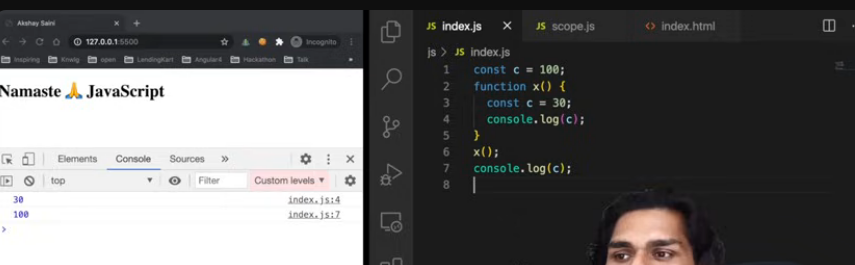 Akshay Saini
127.0.0.1:5500
Incognito
Inspiring Knwlg open LendingKart Angular4 Hackathon Talk
Namaste 🙏 JavaScript
Elements Console Sources »
top Filter Custom levels ▼
30 index.js:4
100 index.js:7
>
JS index.js × JS scope.js <> index.html
js > JS index.js
1 const c = 100;
2 function x() {
3 const c = 30;
4 console.log(c);
5 }
6 x();
7 console.log(c);
8